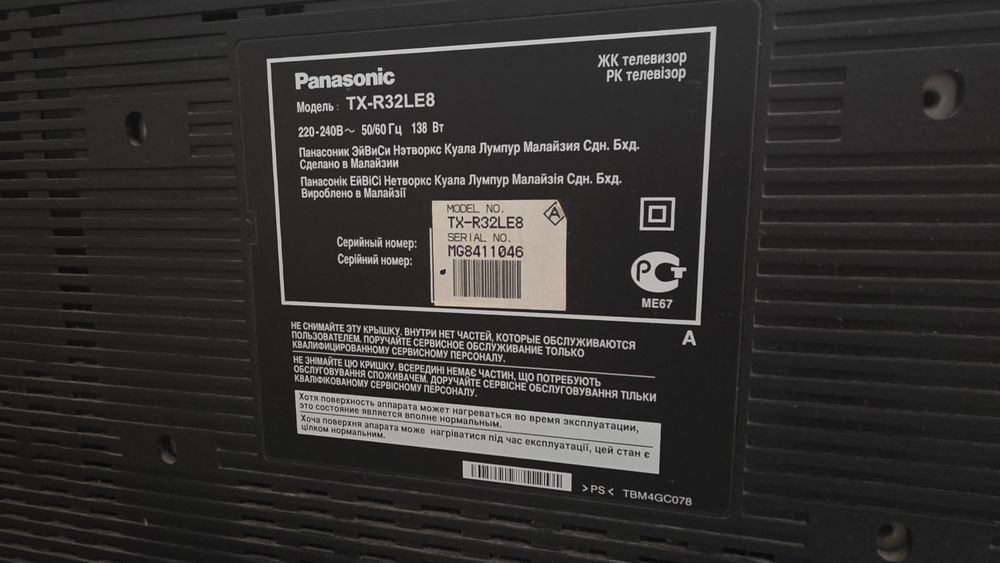 Panasonic
ЖК телевизор
РК телевізор
Модель: TX-R32LE8
220-240В~ 50/60 Гц 138 Вт
Панасоник ЭйВиСи Нэтворкс Куала Лумпур Малайзия Сдн. Бхд.
Сделано в Малайзии
Панасонік ЕйВіСі Нетворкс Куала Лумпур Малайзія Сдн. Бхд.
Вироблено в Малайзії
MODEL NO.
A
TX-R32LE8
SERIAL NO.
MG8411046
Серийный номер:
Серійний номер:
РСТ
ME67
A
НЕ СНИМАЙТЕ ЭТУ КРЫШКУ. ВНУТРИ НЕТ ЧАСТЕЙ, КОТОРЫЕ ОБСЛУЖИВАЮТСЯ
ПОЛЬЗОВАТЕЛЕМ. ПОРУЧАЙТЕ СЕРВИСНОЕ ОБСЛУЖИВАНИЕ ТОЛЬКО
КВАЛИФИЦИРОВАННОМУ СЕРВИСНОМУ ПЕРСОНАЛУ.
НЕ ЗНІМАЙТЕ ЦЮ КРИШКУ. ВСЕРЕДИНІ НЕМАЄ ЧАСТИН, ЩО ПОТРЕБУЮТЬ
ОБСЛУГОВУВАННЯ СПОЖИВАЧЕМ. ДОРУЧАЙТЕ СЕРВІСНЕ ОБСЛУГОВУВАННЯ ТІЛЬКИ
КВАЛІФІКОВАНОМУ СЕРВІСНОМУ ПЕРСОНАЛУ.
Хотя поверхность аппарата может нагреваться во время эксплуатации,
это состояние является вполне нормальным.
Хоча поверхня апарата може нагріватися під час експлуатації, цей стан є
цілком нормальним.
>PS< TBM4GC078